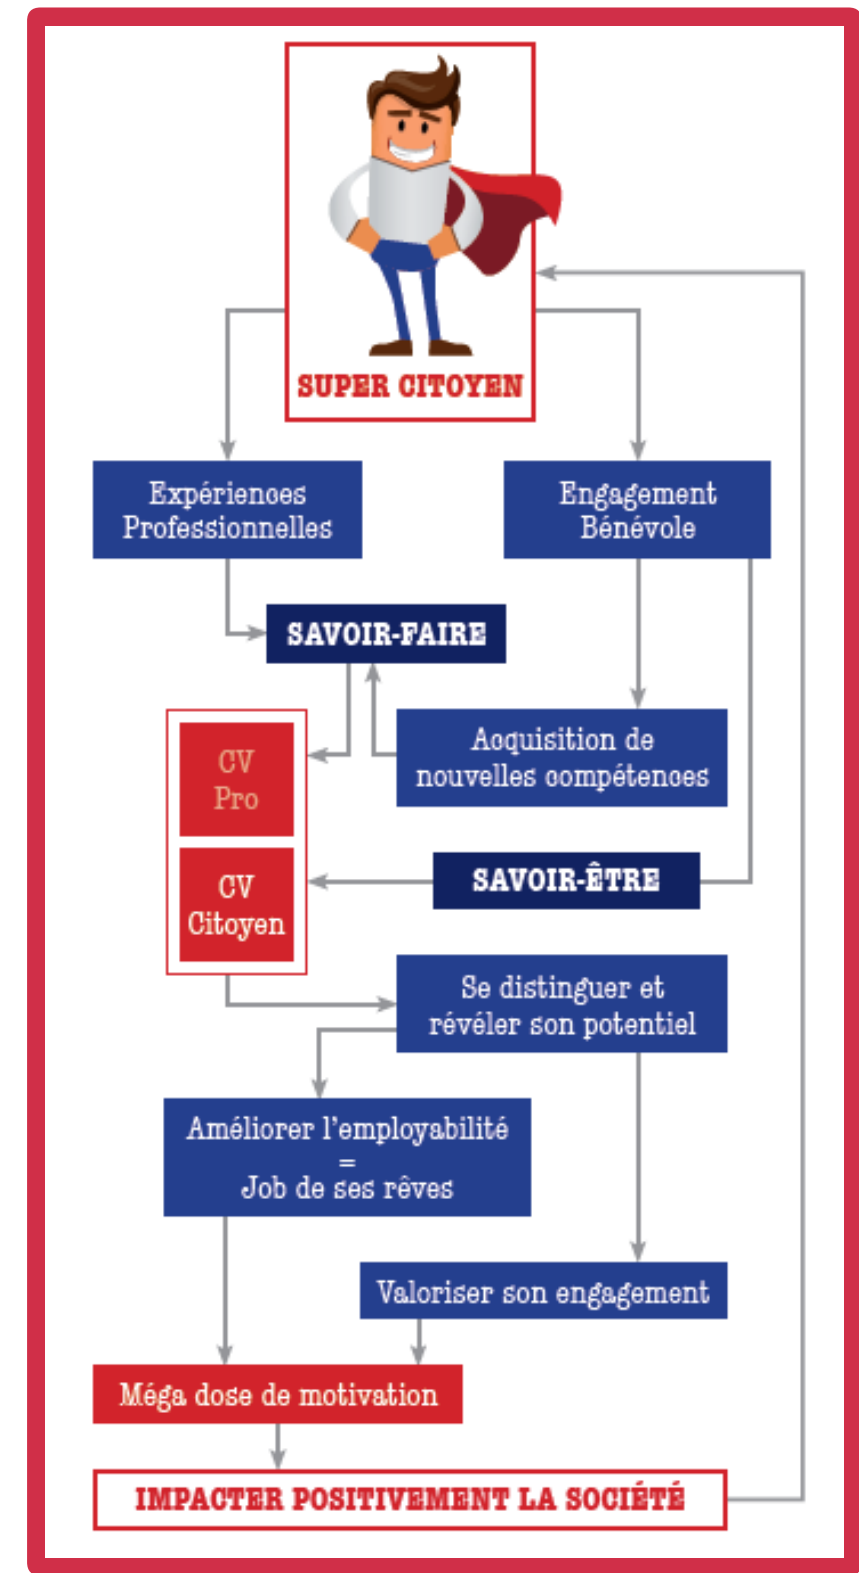 SUPER CITOYEN
Expériences
Professionnelles
Engagement
Bénévole
SAVOIR-FAIRE
Acquisition de
nouvelles compétences
CV
Pro
CV
Citoyen
SAVOIR-ÊTRE
Se distinguer et
révéler son potentiel
Améliorer l'employabilité
=
Job de ses rêves
Valoriser son engagement
Méga dose de motivation
IMPACTER POSITIVEMENT LA SOCIÉTÉ